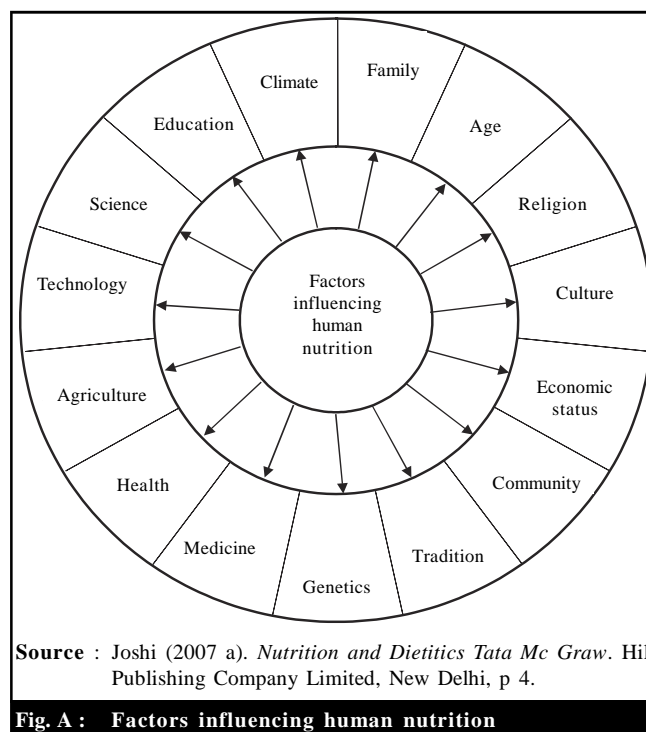 Family
Age
Religion
Culture
Economic
status
Community
Tradition
Genetics
Medicine
Health
Agriculture
Technology
Science
Education
Climate
Factors
influencing
human
nutrition
Source : Joshi (2007 a). Nutrition and Dietitics Tata Mc Graw. Hil
Publishing Company Limited, New Delhi, p 4.
Fig. A : Factors influencing human nutrition